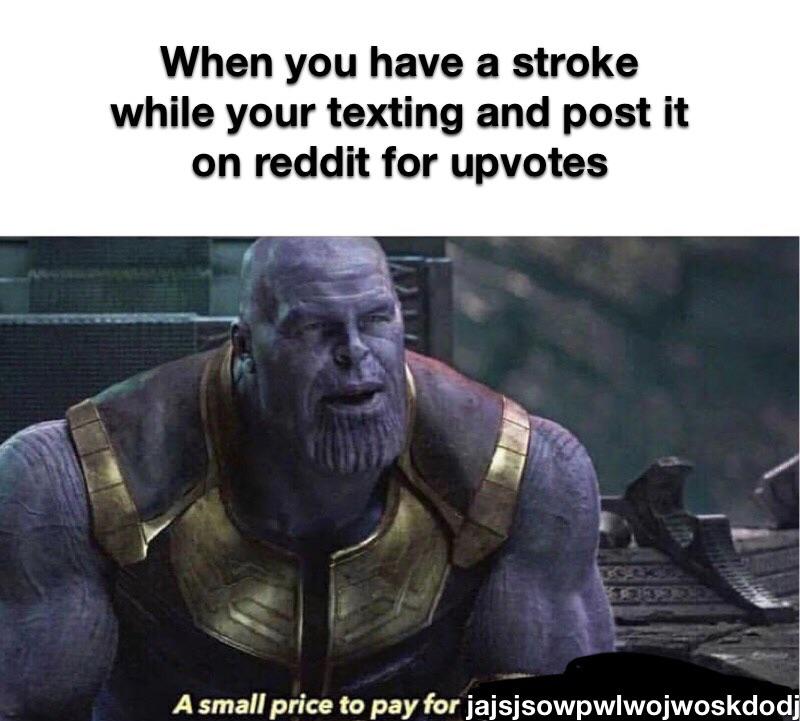 When you have a stroke
while your texting and post it
on reddit for upvotes
A small price to pay for jajsjsowpwlwojwoskdodj